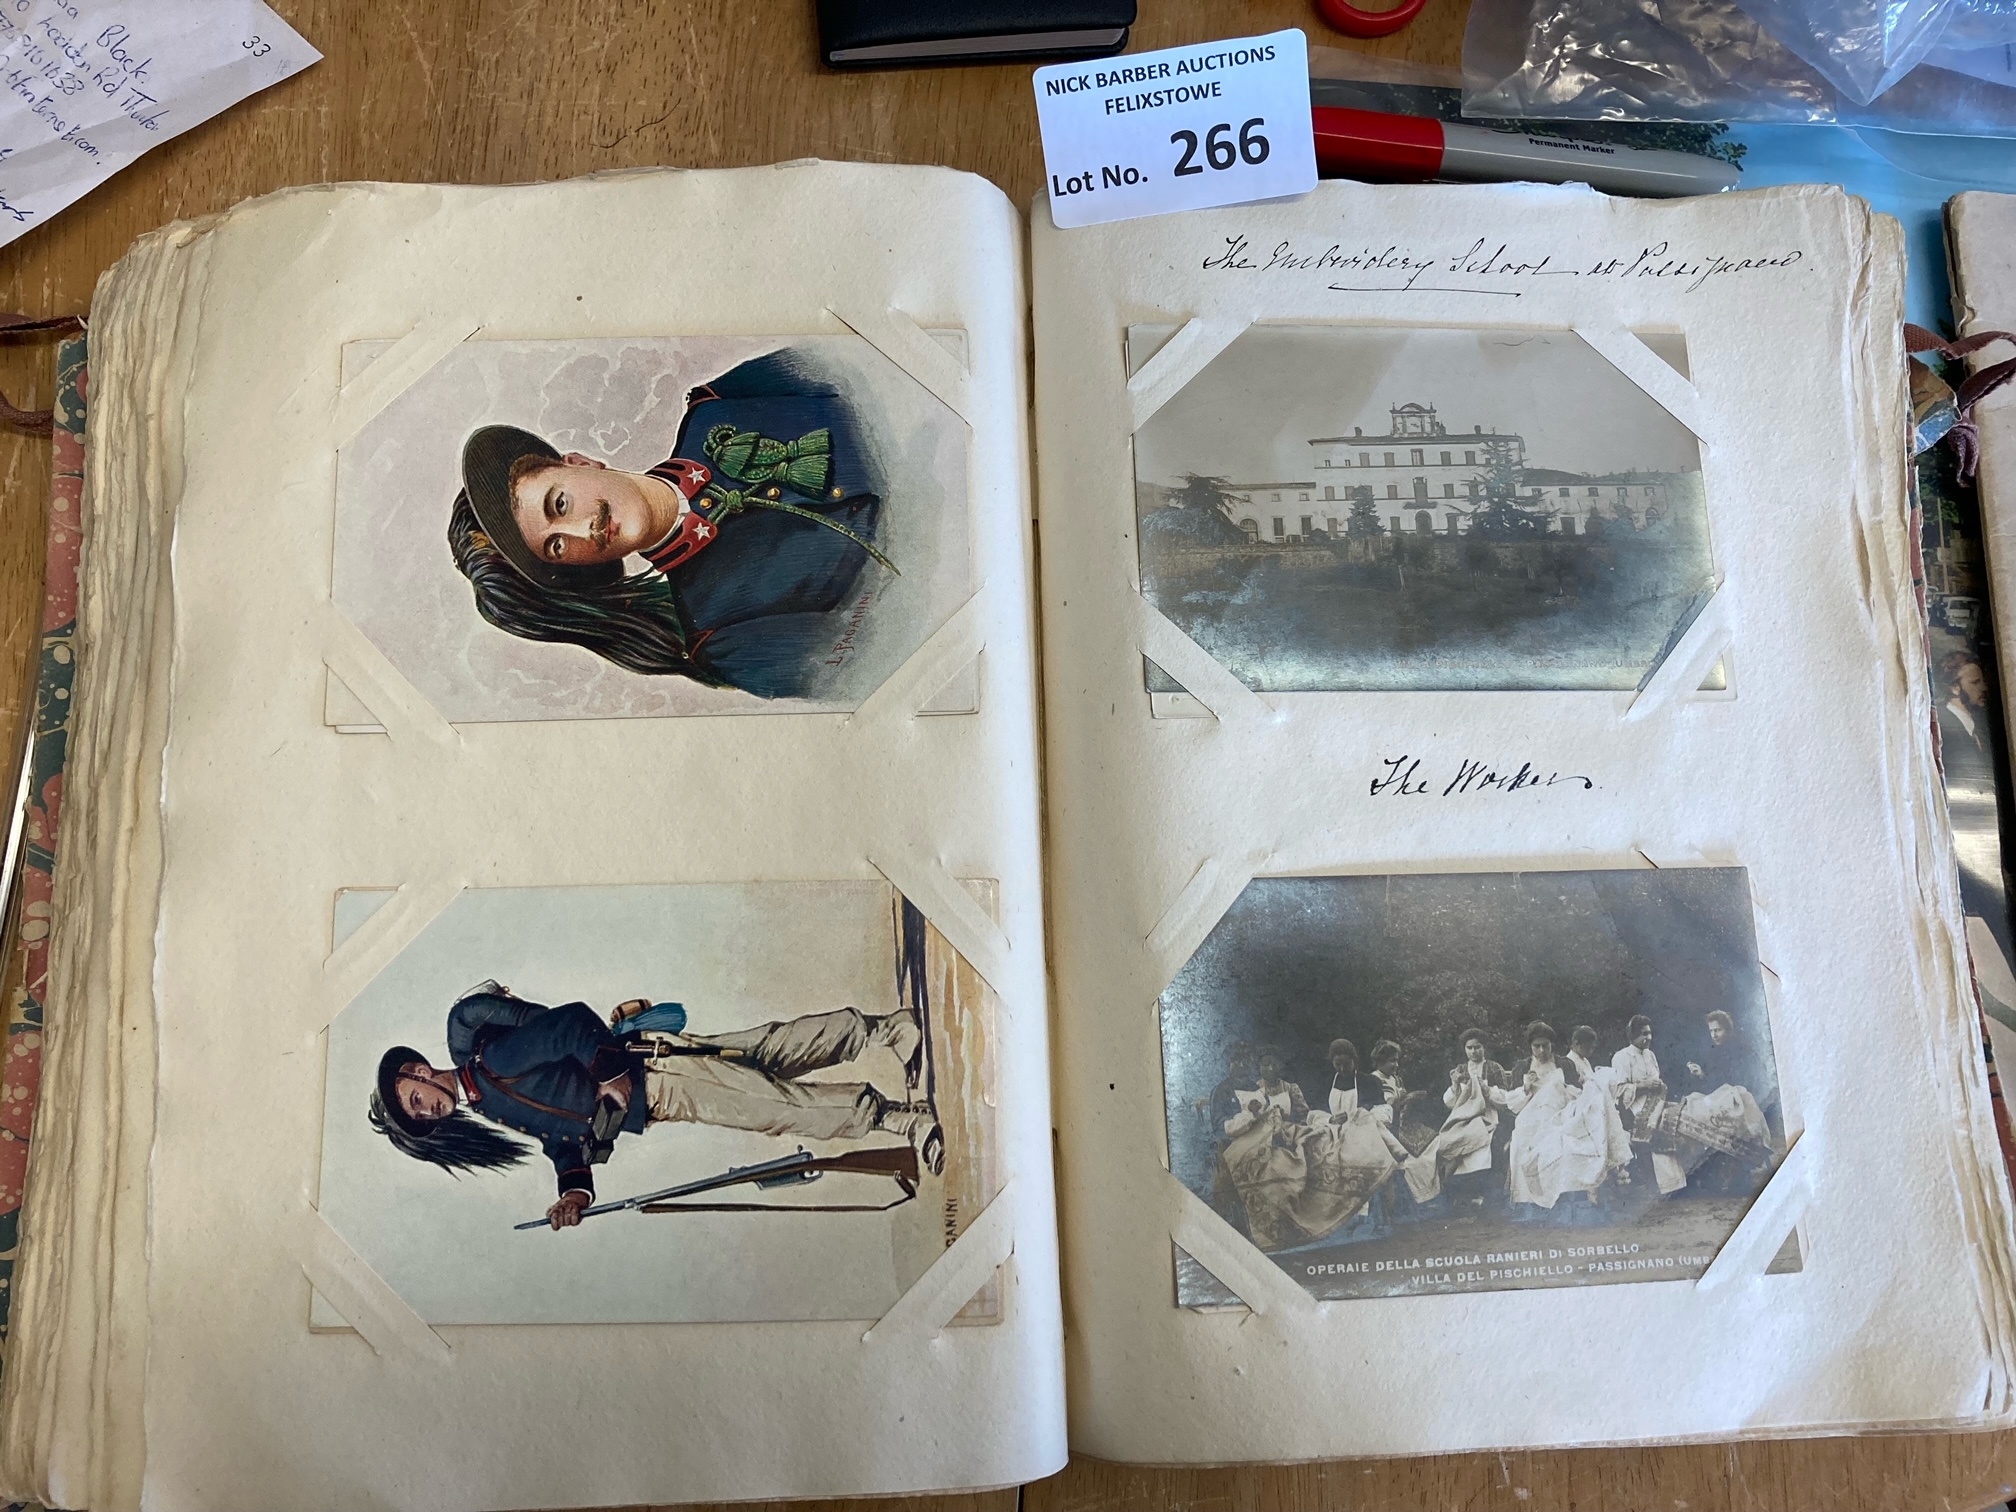 Black.
33
NICK BARBER AUCTIONS
FELIXSTOWE
Lot No. 266
Permanent Marker
The Embroidery School at Passignano.
L. PAGANINI
The Workers.
GANINI
OPERAIE DELLA SCUOLA RANIERI DI SORBELLO
VILLA DEL PISCHIELLO - PASSIGNANO (UMB